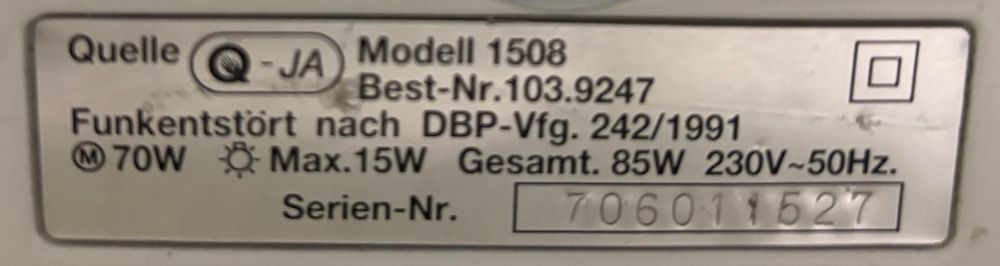 Quelle Q-JA Modell 1508
Best-Nr.103.9247
Funkentstört nach DBP-Vfg. 242/1991
M 70W Max.15W Gesamt. 85W 230V~50Hz.
Serien-Nr. 706011527